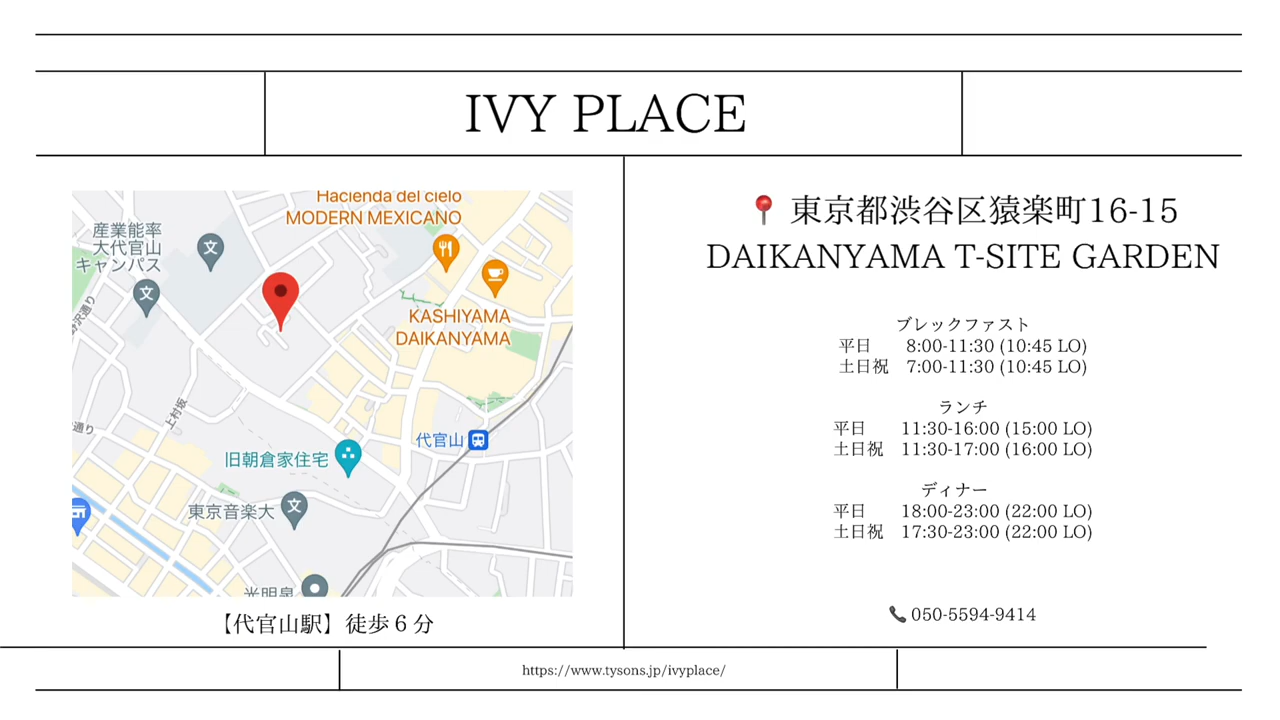 IVY PLACE
Hacienda del cielo
MODERN MEXICANO
産業能率
大代官山
キャンパス
KASHIYAMA
DAIKANYAMA
上村坂
通り
代官山
旧朝倉家住宅
東京音楽大
光明泉
【代官山駅】徒歩6分
📍 東京都渋谷区猿楽町16-15
DAIKANYAMA T-SITE GARDEN
ブレックファスト
平日 8:00-11:30 (10:45 LO)
土日祝 7:00-11:30 (10:45 LO)
ランチ
平日 11:30-16:00 (15:00 LO)
土日祝 11:30-17:00 (16:00 LO)
ディナー
平日 18:00-23:00 (22:00 LO)
土日祝 17:30-23:00 (22:00 LO)
📞 050-5594-9414
https://www.tysons.jp/ivyplace/